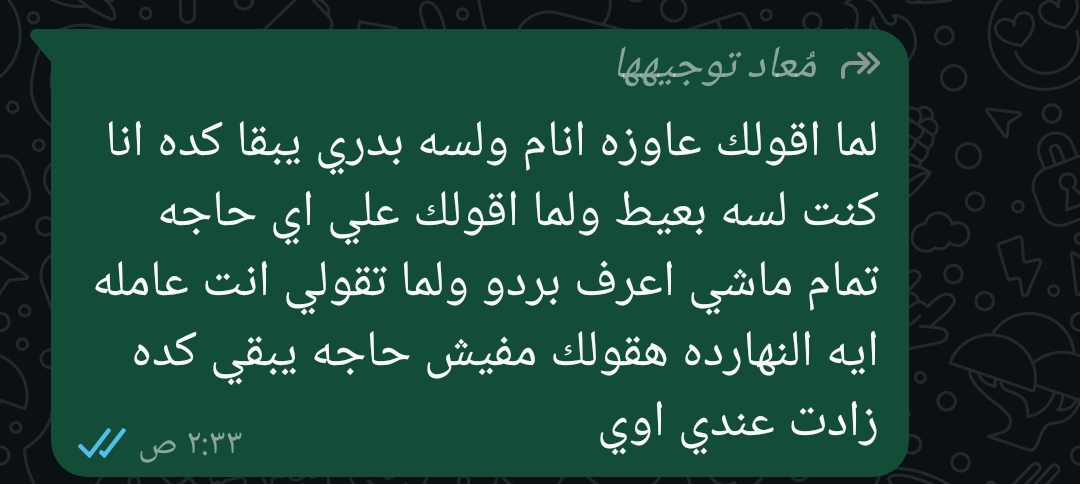 مُعاد توجيهها
لما اقولك عاوزه انام ولسه بدري يبقا كده انا
كنت لسه بعيط ولما اقولك علي اي حاجه
تمام ماشي اعرف بردو ولما تقولي انت عامله
ايه النهارده هقولك مفيش حاجه يبقي كده
زادت عندي اوي
٢:٣٣ ص